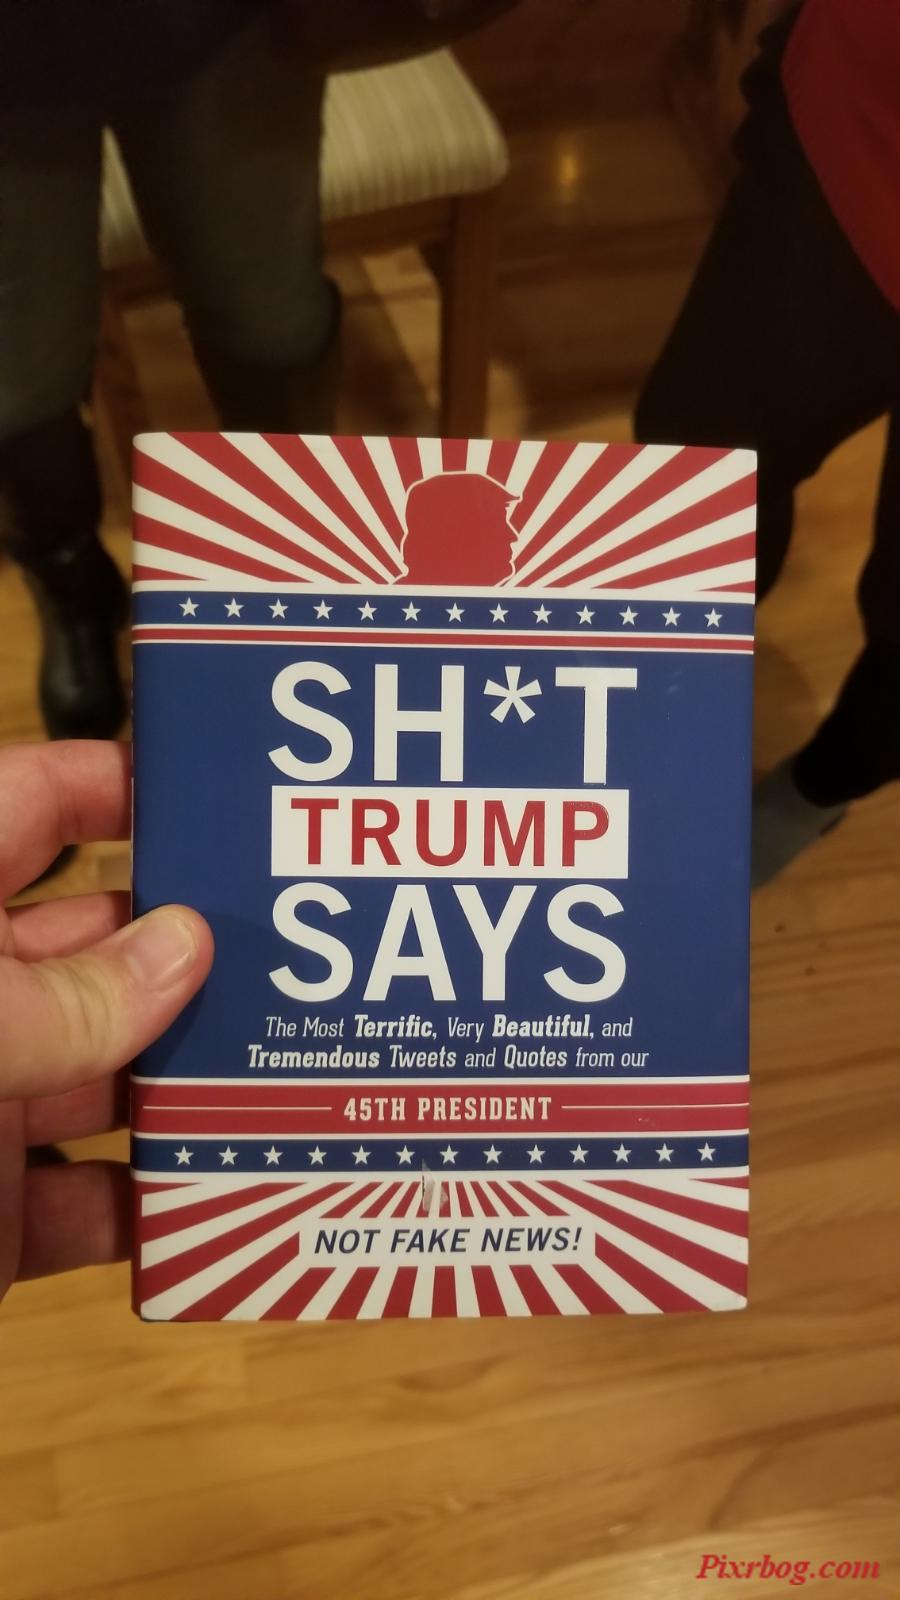 SH*T
TRUMP
SAYS
The Most Terrific, Very Beautiful, and
Tremendous Tweets and Quotes from our
45TH PRESIDENT
NOT FAKE NEWS!
Pixrbog.com